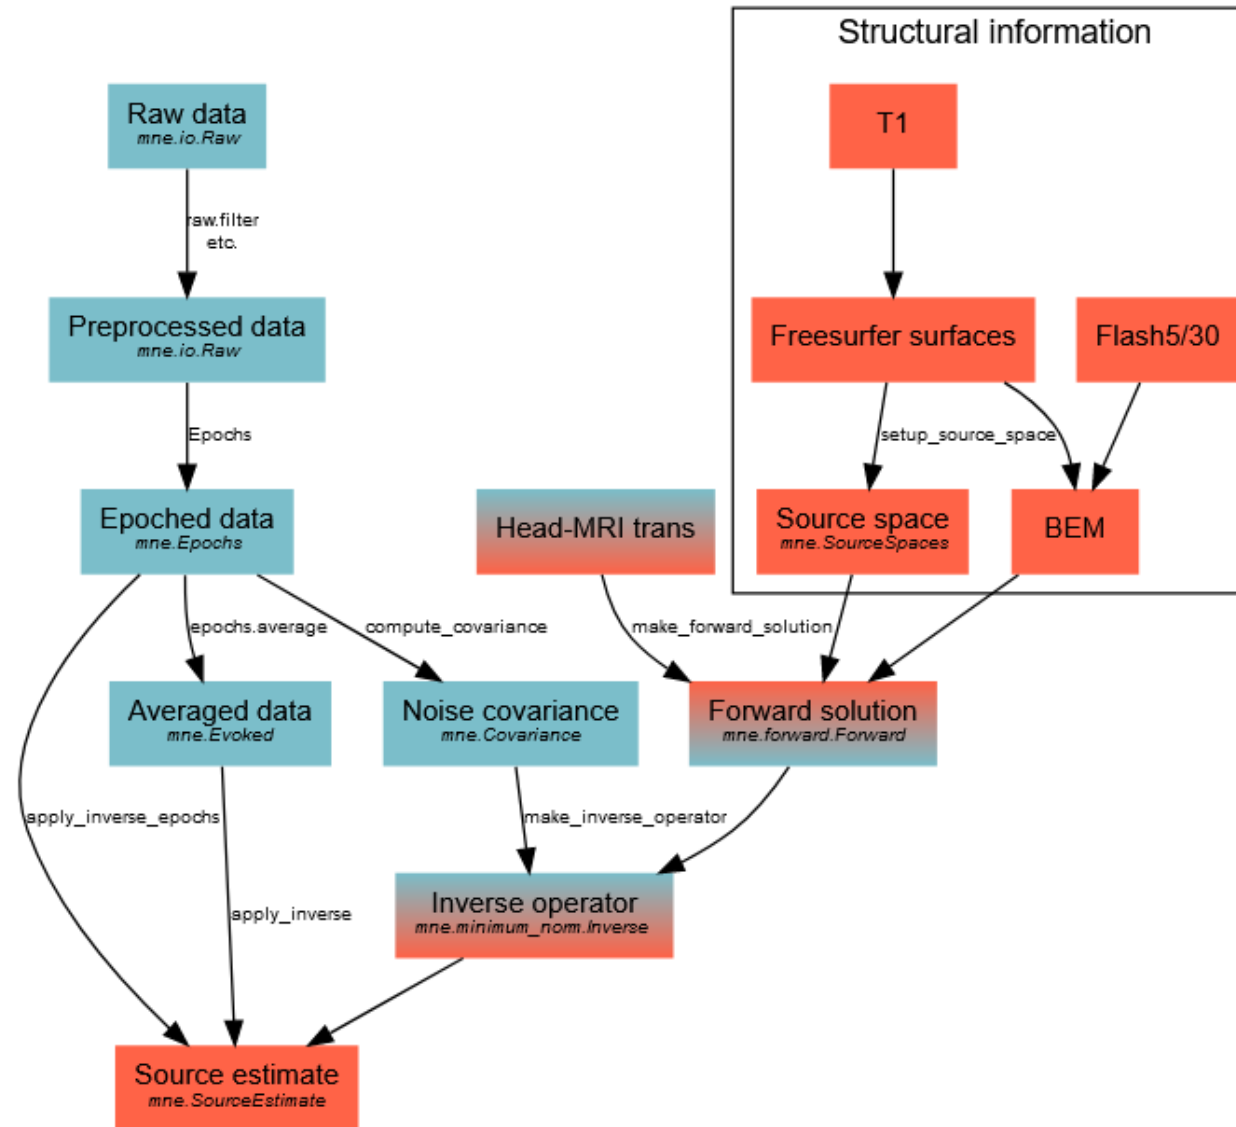 Structural information
Raw data
mne.io.Raw
T1
raw.filter
etc.
Preprocessed data
mne.io.Raw
Freesurfer surfaces
Flash5/30
Epochs
setup_source_space
Epoched data
mne.Epochs
Head-MRI trans
Source space
mne.SourceSpaces
BEM
epochs.average
compute_covariance
make_forward_solution
Averaged data
mne.Evoked
Noise covariance
mne.Covariance
Forward solution
mne.forward.Forward
apply_inverse_epochs
make_inverse_operator
Inverse operator
mne.minimum_norm.Inverse
apply_inverse
Source estimate
mne.SourceEstimate